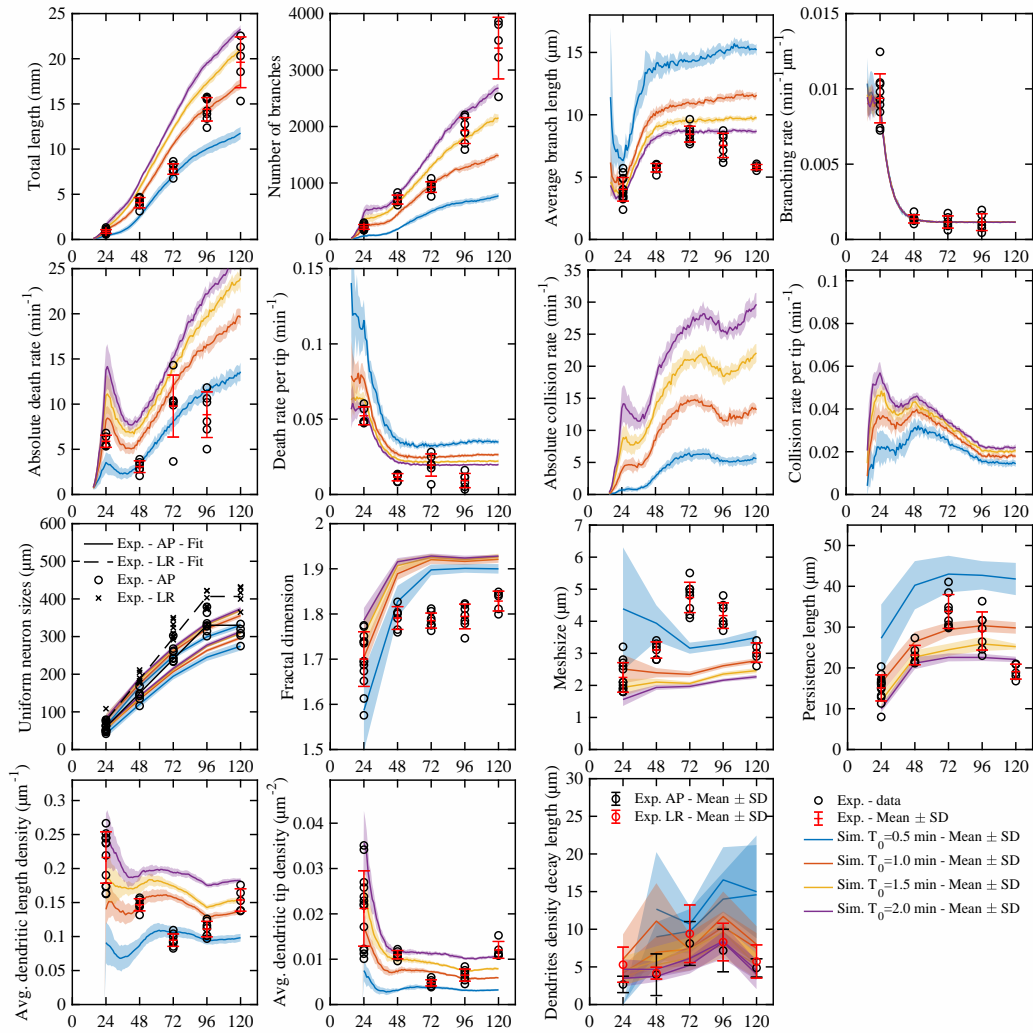 Total length (mm)
25
20
15
10
5
0
0 24 48 72 96 120
Number of branches
4000
3000
2000
1000
0
0 24 48 72 96 120
Average branch length (μm)
15
10
5
0
0 24 48 72 96 120
Branching rate (min⁻¹μm⁻¹)
0.015
0.01
0.005
0
0 24 48 72 96 120
Absolute death rate (min⁻¹)
25
20
15
10
5
0
0 24 48 72 96 120
Death rate per tip (min⁻¹)
0.15
0.1
0.05
0
0 24 48 72 96 120
Absolute collision rate (min⁻¹)
35
30
25
20
15
10
5
0
0 24 48 72 96 120
Collision rate per tip (min⁻¹)
0.1
0.08
0.06
0.04
0.02
0
0 24 48 72 96 120
Uniform neuron sizes (μm)
600
500
400
300
200
100
0
0 24 48 72 96 120
Exp. - AP - Fit
Exp. - LR - Fit
Exp. - AP
Exp. - LR
Fractal dimension
2
1.9
1.8
1.7
1.6
1.5
0 24 48 72 96 120
Meshsize (μm)
7
6
5
4
3
2
1
0
0 24 48 72 96 120
Persistance length (μm)
50
40
30
20
10
0
0 24 48 72 96 120
Avg. dendritic length density (μm⁻¹)
0.3
0.25
0.2
0.15
0.1
0.05
0
0 24 48 72 96 120
Avg. dendritic tip density (μm⁻²)
0.05
0.04
0.03
0.02
0.01
0
0 24 48 72 96 120
Dendrites density decay length (μm)
30
25
20
15
10
5
0
0 24 48 72 96 120
Exp. AP - Mean ± SD
Exp. LR - Mean ± SD
Exp. - data
Exp. - Mean ± SD
Sim. T₀=0.5 min - Mean ± SD
Sim. T₀=1.0 min - Mean ± SD
Sim. T₀=1.5 min - Mean ± SD
Sim. T₀=2.0 min - Mean ± SD